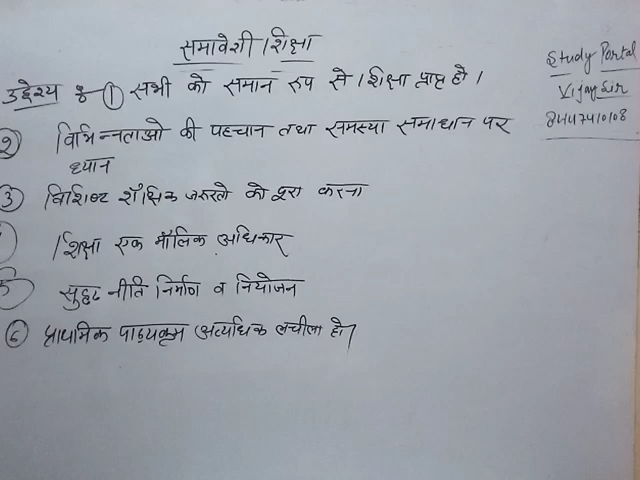 समावेशी शिक्षा
Study Portal
Vijay Sir
8447410108
उद्देश्य :- ① सभी को समान रुप से शिक्षा प्राप्त हो।
② विभिन्नताओ की पहचान तथा समस्या समाधान पर
ध्यान
③ विशिष्ट शैक्षिक जरूरतो को पूरा करना
शिक्षा एक मौलिक अधिकार
5 सुदृढ नीति निर्माण व नियोजन
⑥ प्राथमिक पाठ्यक्रम अत्यधिक लचीला हो।